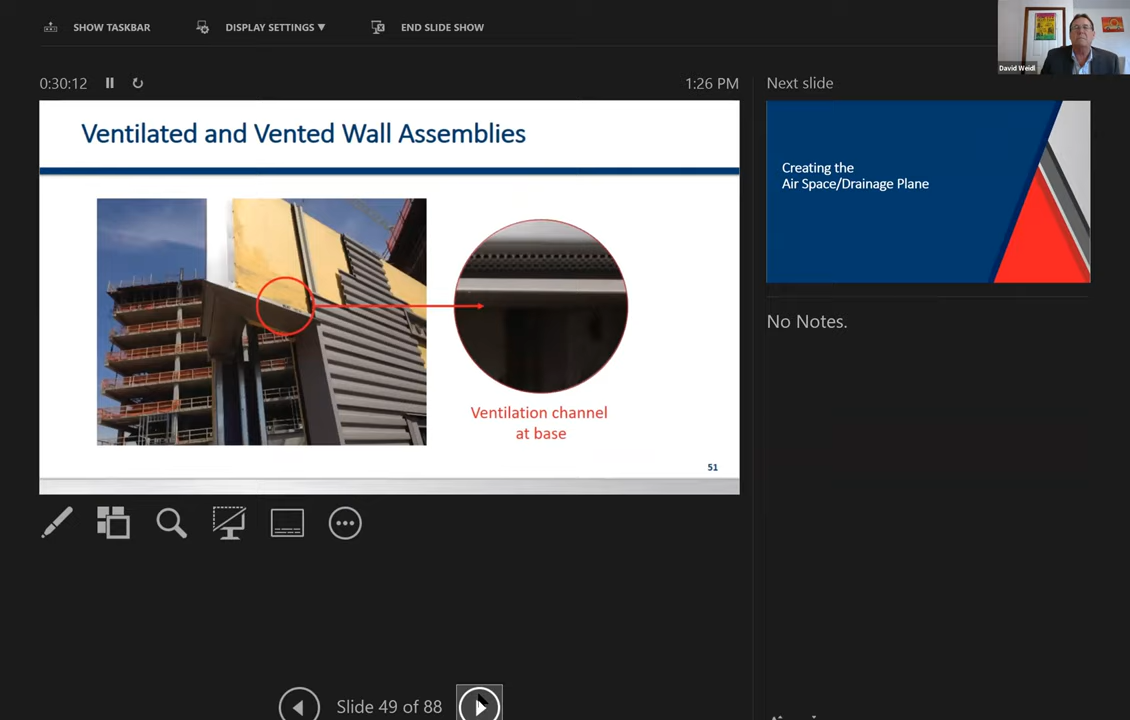 SHOW TASKBAR
DISPLAY SETTINGS ▼
END SLIDE SHOW
David Weidl
0:30:12
1:26 PM
Next slide
Ventilated and Vented Wall Assemblies
Creating the
Air Space/Drainage Plane
Ventilation channel
at base
51
No Notes.
Slide 49 of 88